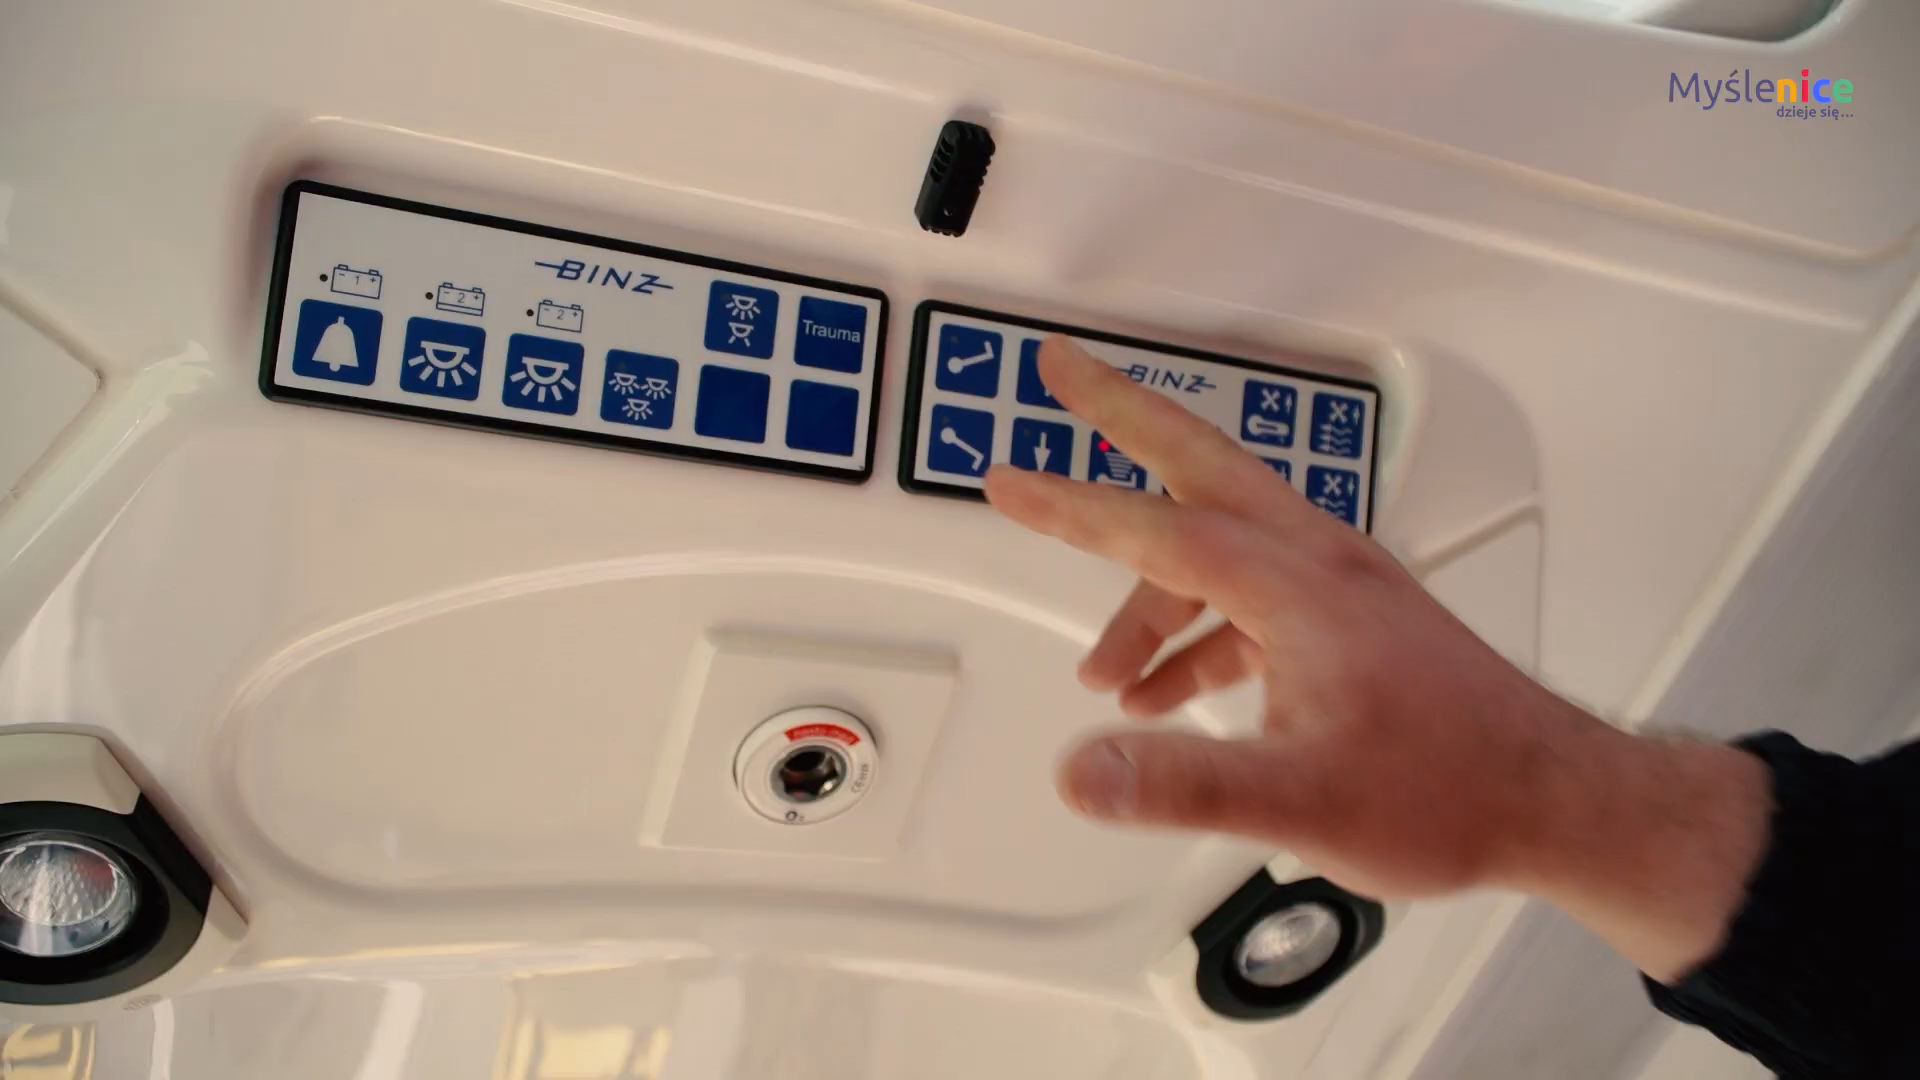 Myślenice
dzieje się...
BINZ
- 1 +
- 2 +
- 2 +
Trauma
BINZ
O₂